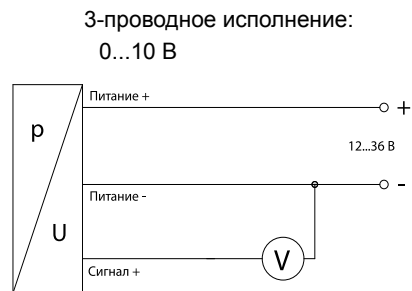 3-проводное исполнение:
0...10 В
Питание +
+
p
12...36 В
Питание -
-
U
V
Сигнал +